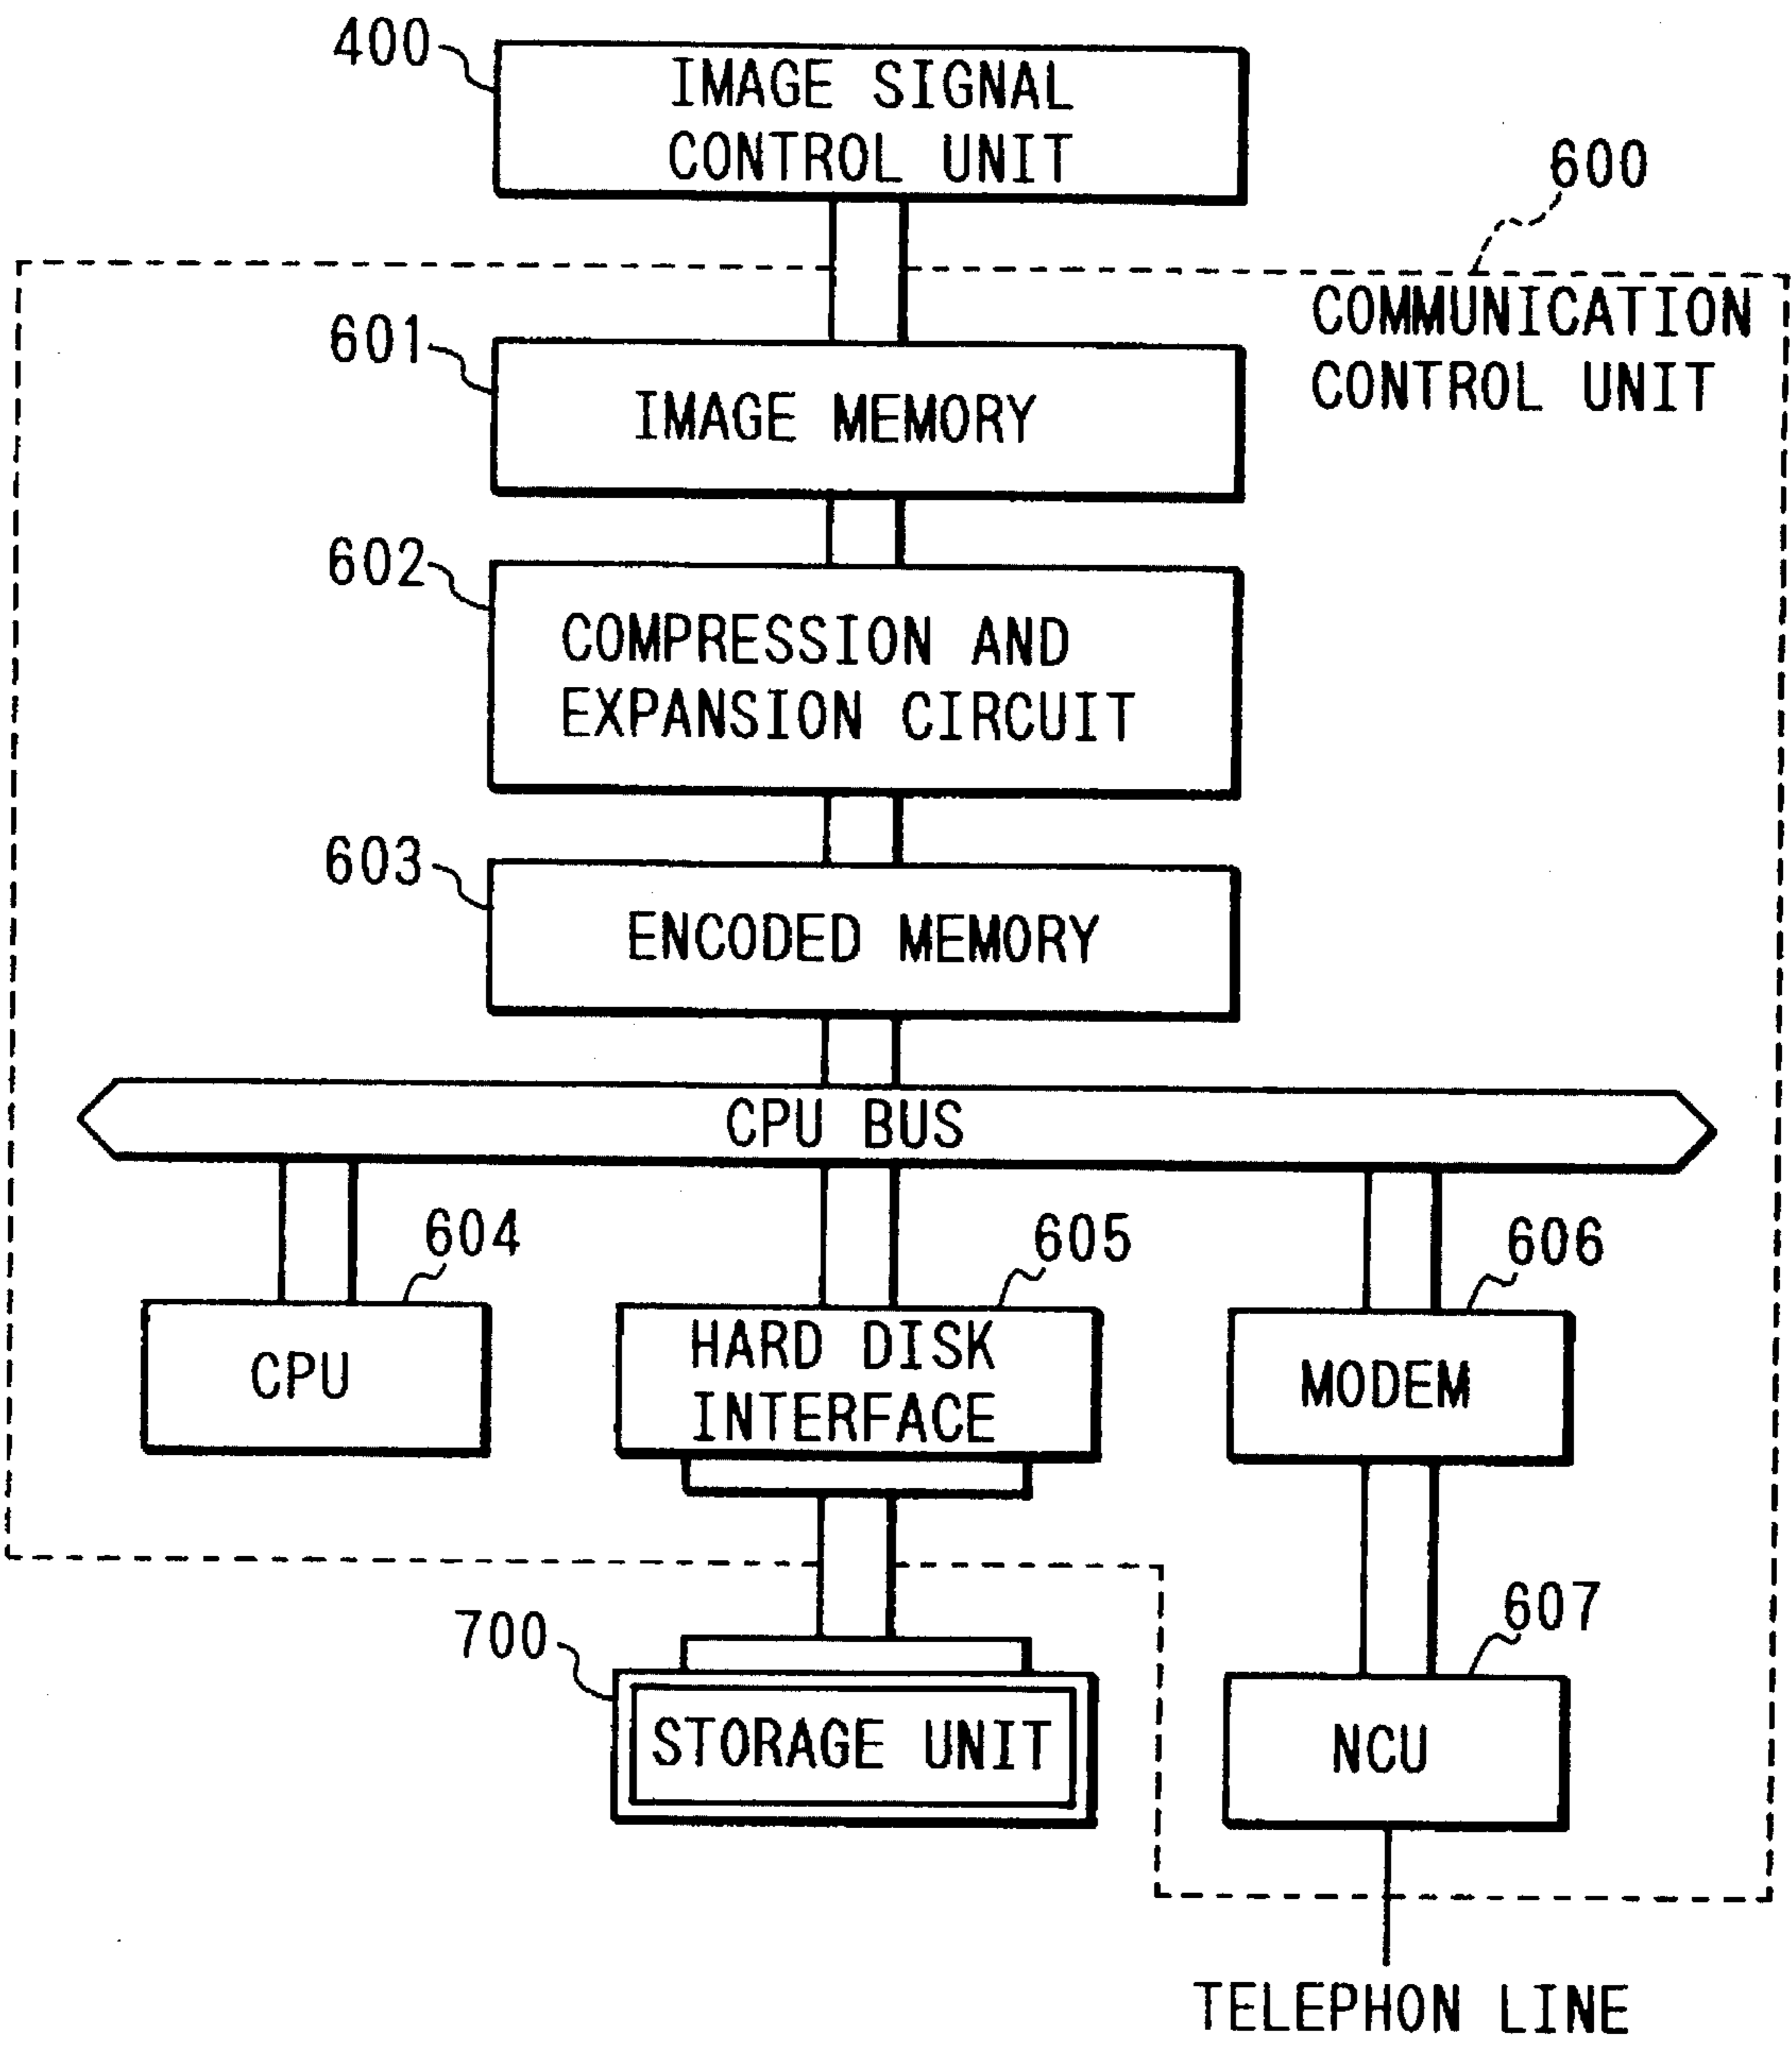 400
IMAGE SIGNAL
CONTROL UNIT
600
COMMUNICATION
CONTROL UNIT
601
IMAGE MEMORY
602
COMPRESSION AND
EXPANSION CIRCUIT
603
ENCODED MEMORY
CPU BUS
604
CPU
605
HARD DISK
INTERFACE
606
MODEM
700
STORAGE UNIT
607
NCU
TELEPHON LINE